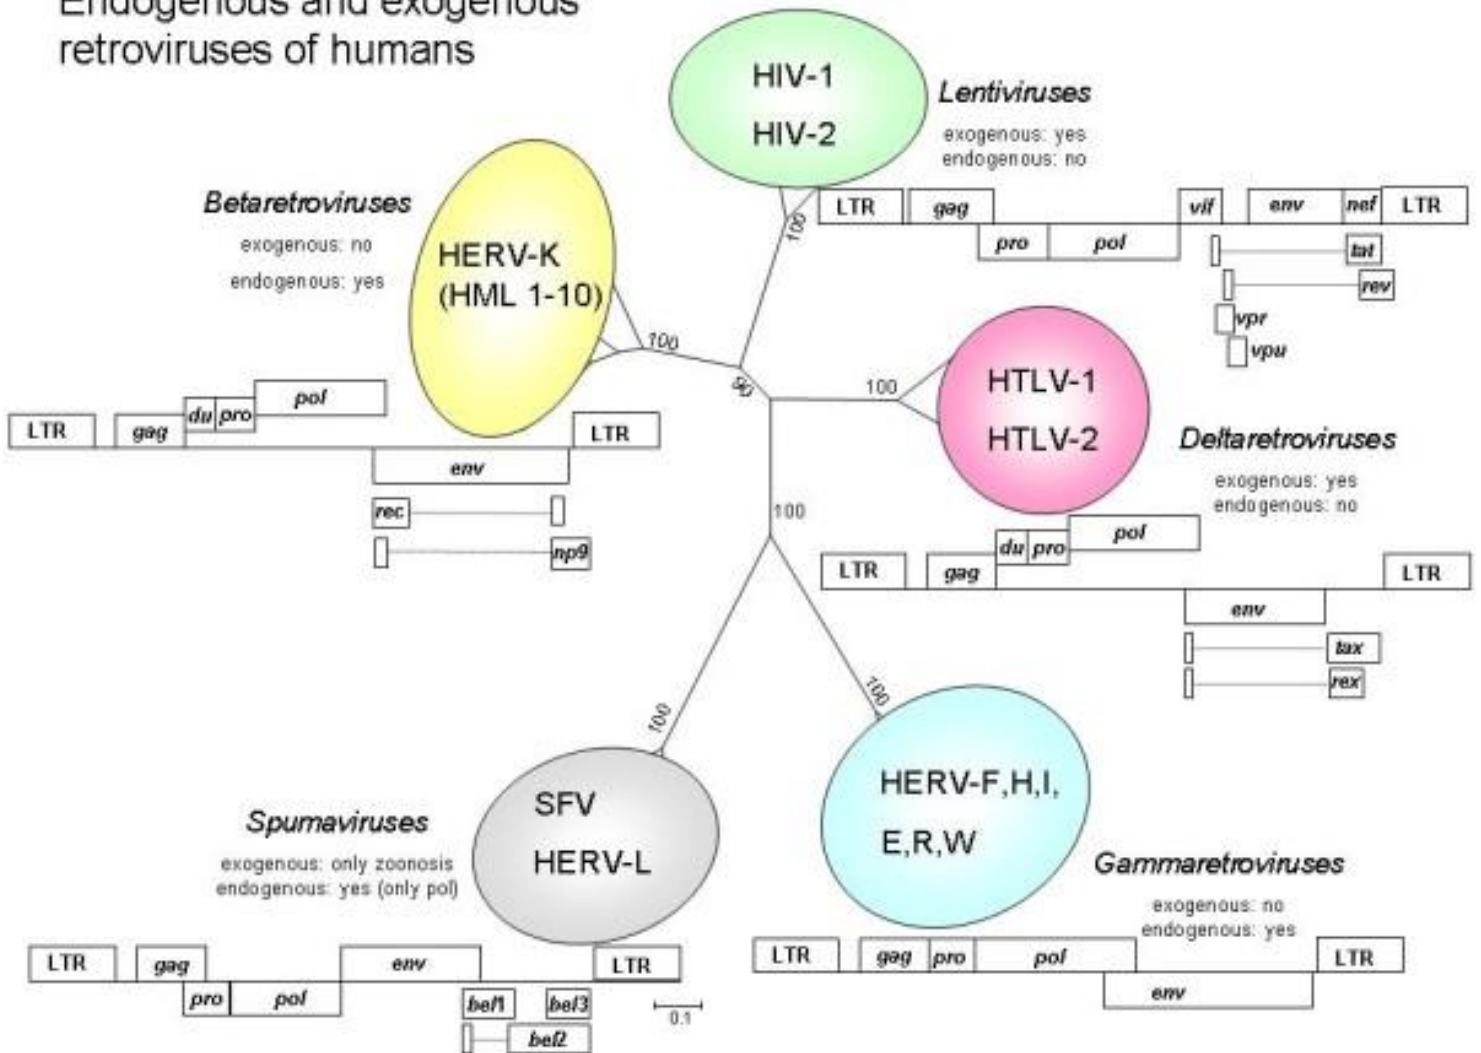 Endogenous and exogenous
retroviruses of humans
HIV-1
HIV-2
Lentiviruses
exogenous: yes
endogenous: no
LTR gag vif env nef LTR
pro pol
tat
rev
vpr
vpu
100
Betaretroviruses
exogenous: no
endogenous: yes
HERV-K
(HML 1-10)
100
90
LTR gag du pro pol LTR
env
rec
np9
HTLV-1
HTLV-2
100
Deltaretroviruses
exogenous: yes
endogenous: no
LTR gag du pro pol LTR
env
tax
rex
100
100
100
SFV
HERV-L
Spumaviruses
exogenous: only zoonosis
endogenous: yes (only pol)
LTR gag env LTR
pro pol
bel1 bel3
bel2
0.1
HERV-F,H,I,
E,R,W
Gammaretroviruses
exogenous: no
endogenous: yes
LTR gag pro pol LTR
env